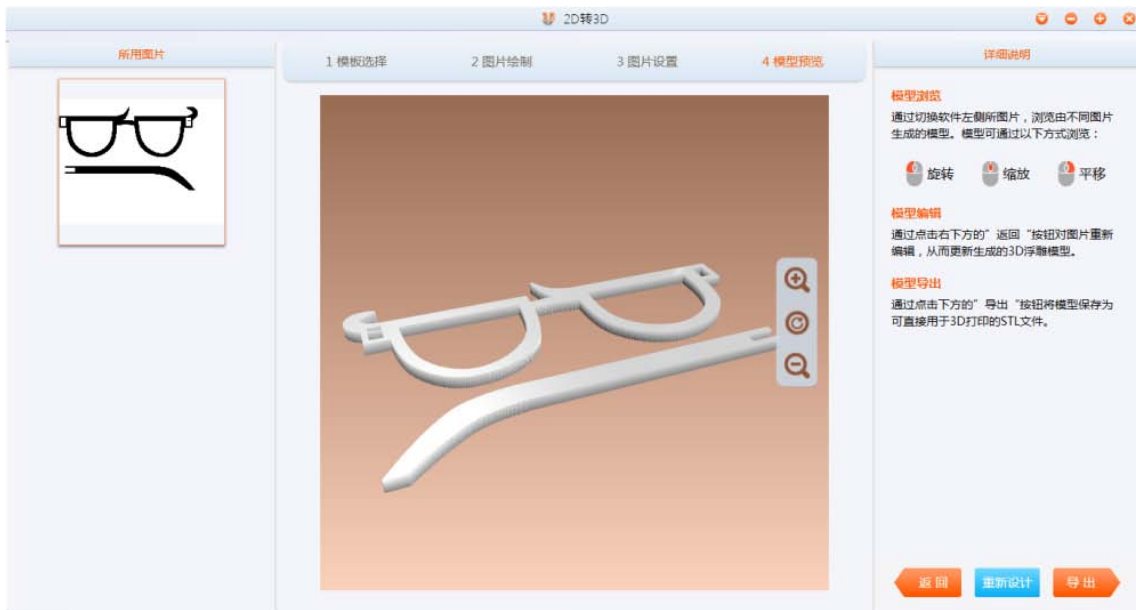 2D转3D
所用图片
1 模板选择
2 图片绘制
3 图片设置
4 模型预览
详细说明
模型浏览
通过切换软件左侧所图片，浏览由不同图片
生成的模型。模型可通过以下方式浏览：
旋转
缩放
平移
模型编辑
通过点击右下方的”返回“按钮对图片重新
编辑，从而更新生成的3D浮雕模型。
模型导出
通过点击下方的”导出“按钮将模型保存为
可直接用于3D打印的STL文件。
返回
重新设计
导出